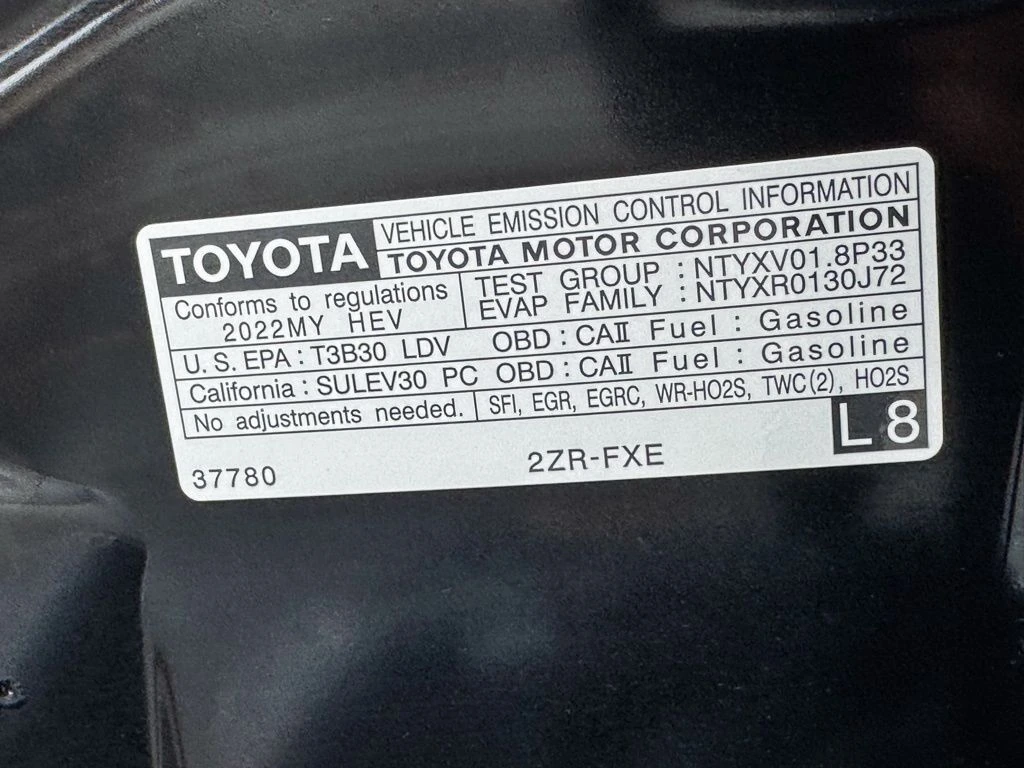 TOYOTA
VEHICLE EMISSION CONTROL INFORMATION
TOYOTA MOTOR CORPORATION
Conforms to regulations
2022MY HEV
TEST GROUP : NTYXV01.8P33
EVAP FAMILY : NTYXR0130J72
U.S. EPA : T3B30 LDV OBD : CAⅡ Fuel : Gasoline
California : SULEV30 PC OBD : CAⅡ Fuel : Gasoline
No adjustments needed. SFI, EGR, EGRC, WR-HO2S, TWC(2), HO2S
37780 2ZR-FXE L 8